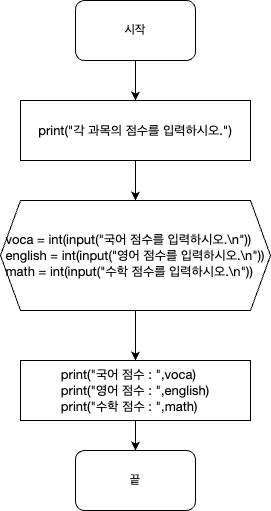 시작
print("각 과목의 점수를 입력하시오.")
voca = int(input("국어 점수를 입력하시오.\n"))
english = int(input("영어 점수를 입력하시오.\n"))
math = int(input("수학 점수를 입력하시오.\n"))
print("국어 점수 : ",voca)
print("영어 점수 : ",english)
print("수학 점수 : ",math)
끝